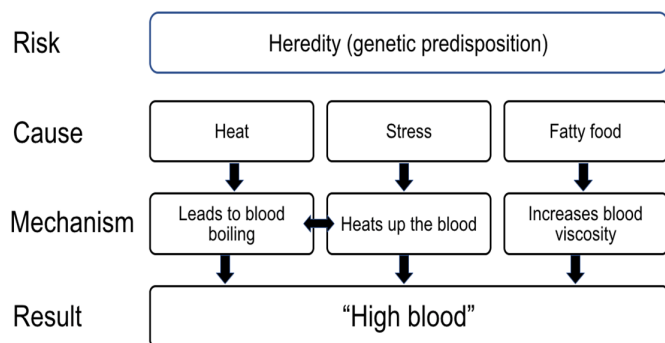 Risk
Heredity (genetic predisposition)
Cause
Heat
Stress
Fatty food
Mechanism
Leads to blood
boiling
Heats up the blood
Increases blood
viscosity
Result
“High blood”